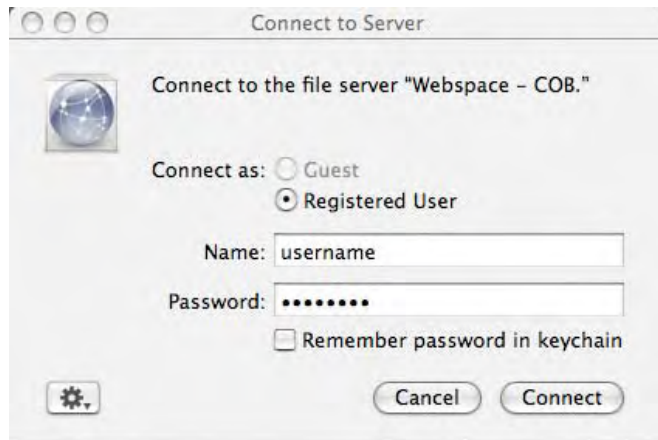 Connect to Server
Connect to the file server “Webspace – COB.”
Connect as: Guest
Registered User
Name: username
Password: ••••••••
Remember password in keychain
Cancel Connect